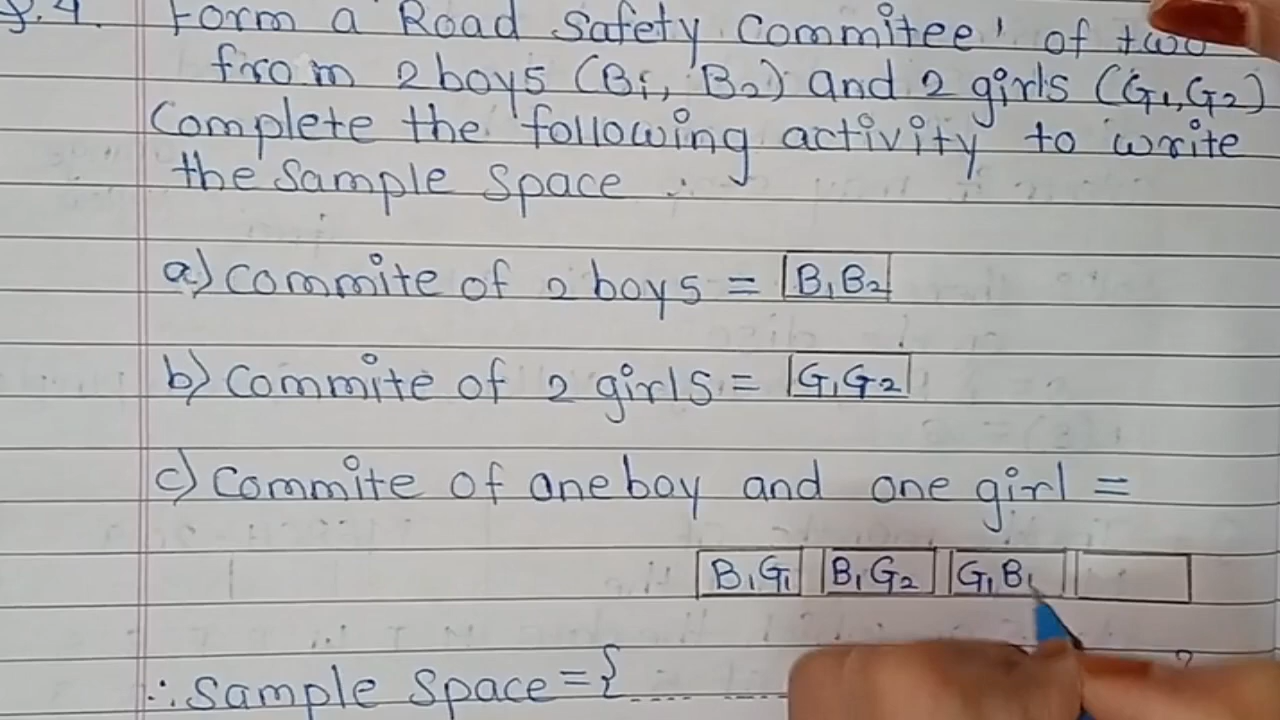 Form a Road Safety Commitee' of two
from 2 boys (B1, B2) and 2 girls (G1, G2)
Complete the following activity to write
the Sample Space
a) Commite of 2 boys = B1B2
b) Commite of 2 girls = G1G2
c) Commite of one boy and one girl =
B1G1 B1G2 G1B1
∴ Sample Space = {